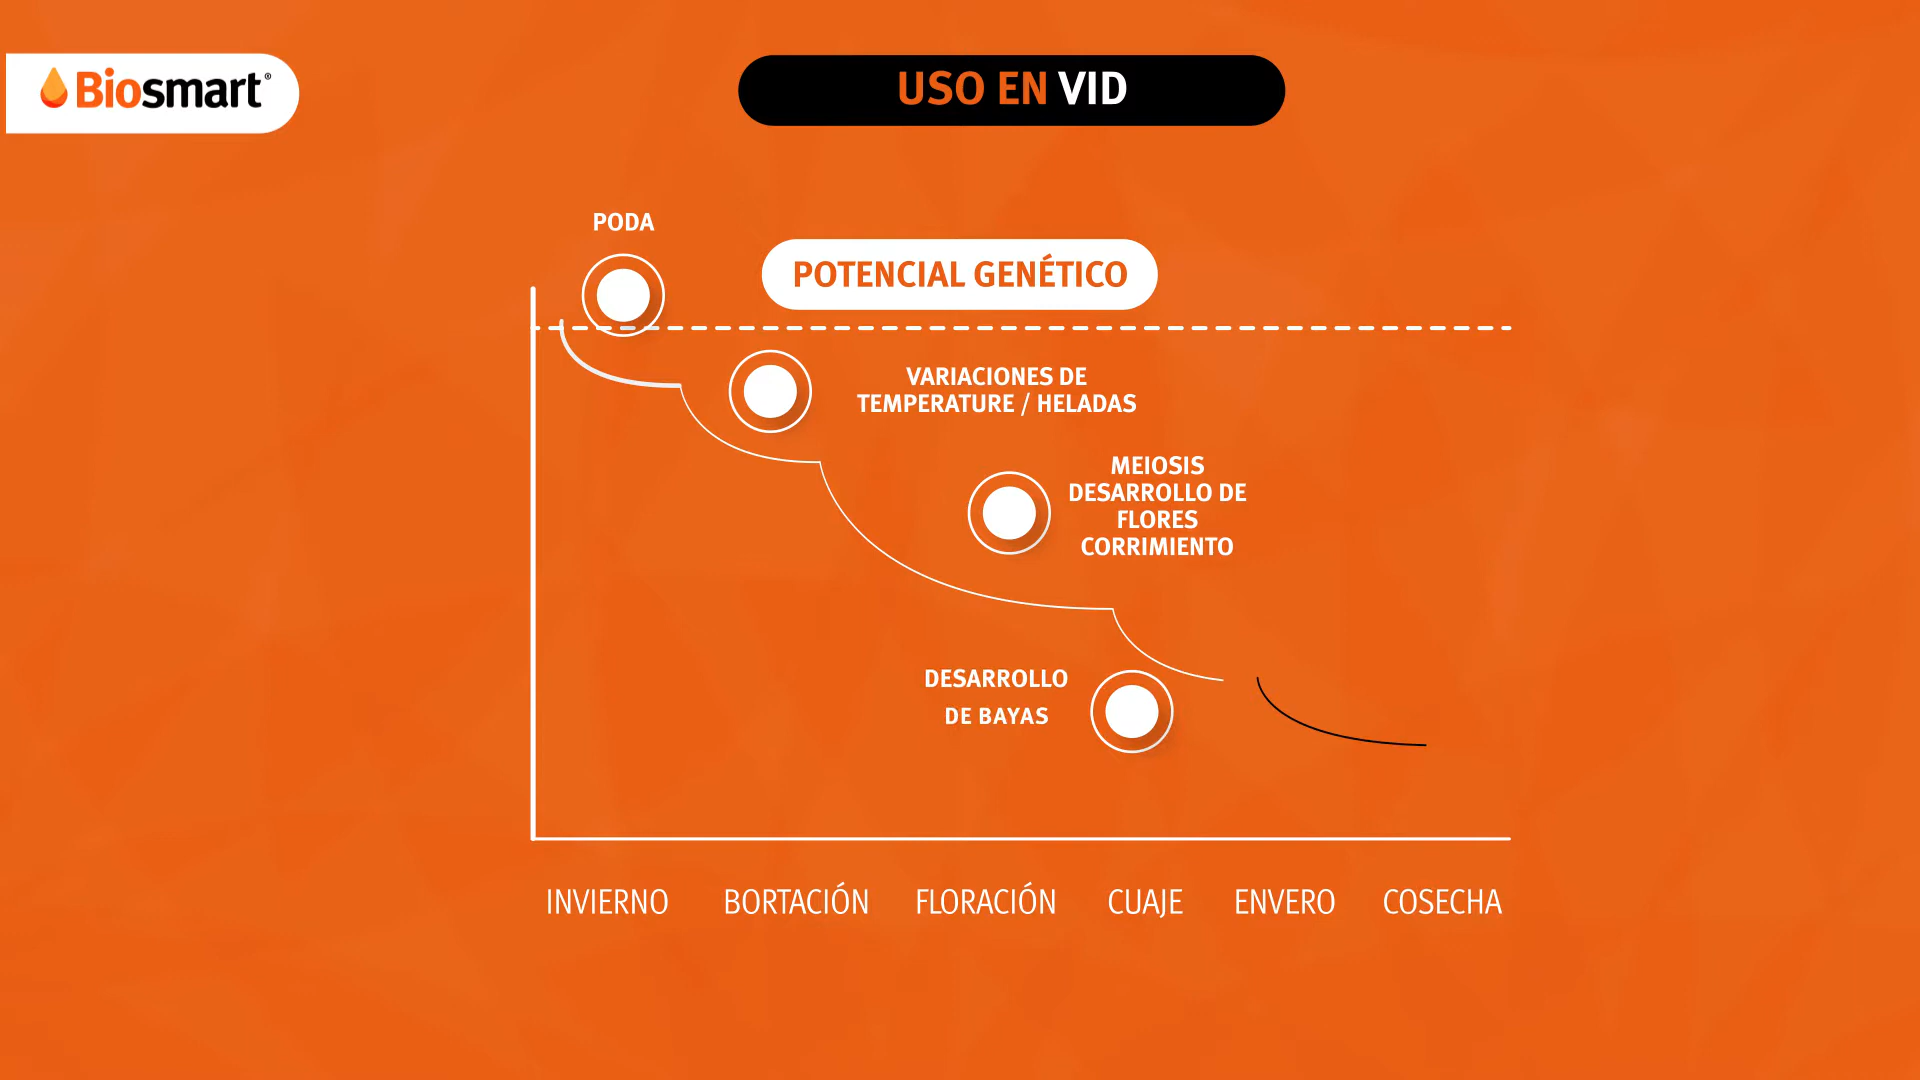 Biosmart®
USO EN VID
PODA
POTENCIAL GENÉTICO
VARIACIONES DE
TEMPERATURE / HELADAS
MEIOSIS
DESARROLLO DE
FLORES
CORRIMIENTO
DESARROLLO
DE BAYAS
INVIERNO BORTACIÓN FLORACIÓN CUAJE ENVERO COSECHA